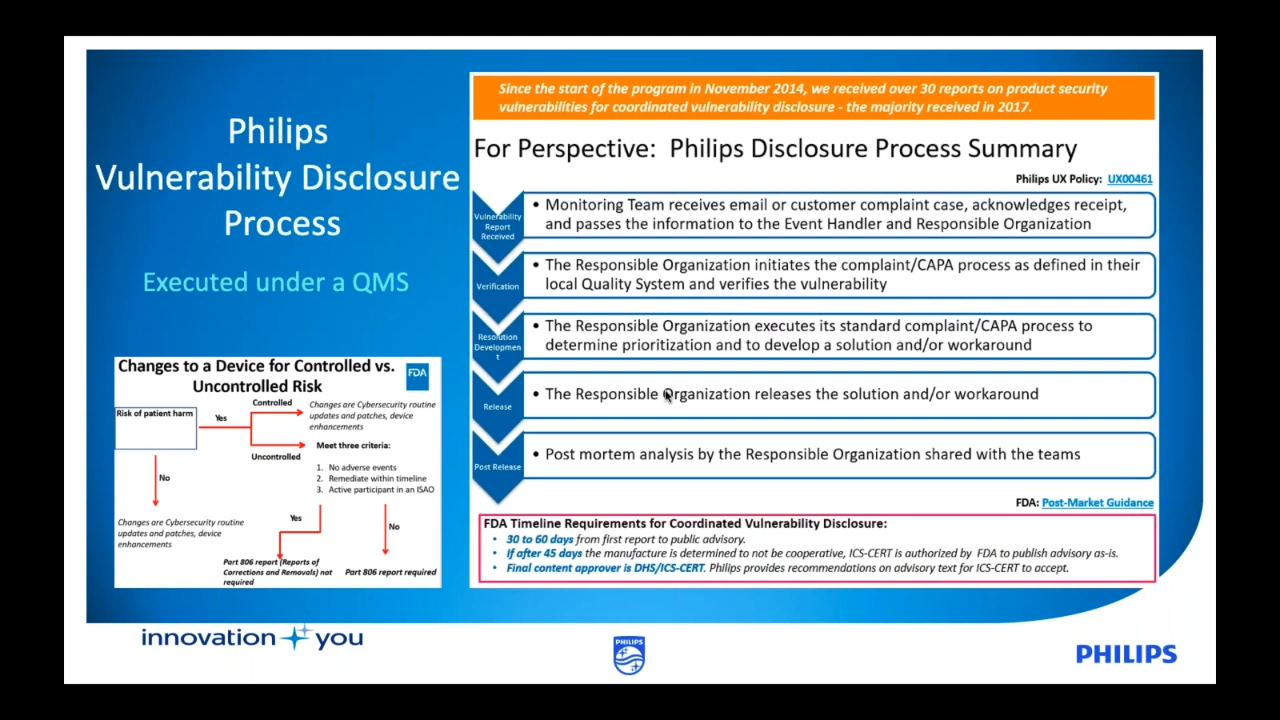 Philips
Vulnerability Disclosure
Process
Executed under a QMS
Changes to a Device for Controlled vs.
Uncontrolled Risk
FDA
Risk of patient harm
Yes
Controlled
Changes are Cybersecurity routine
updates and patches, device
enhancements
Uncontrolled
Meet three criteria:
1. No adverse events
2. Remediate within timeline
3. Active participant in an ISAO
No
Changes are Cybersecurity routine
updates and patches, device
enhancements
Yes
No
Part 806 report (Reports of
Corrections and Removals) not
required
Part 806 report required
Since the start of the program in November 2014, we received over 30 reports on product security
vulnerabilities for coordinated vulnerability disclosure - the majority received in 2017.
For Perspective: Philips Disclosure Process Summary
Philips UX Policy: UX00461
Vulnerability
Report
Received
• Monitoring Team receives email or customer complaint case, acknowledges receipt,
and passes the information to the Event Handler and Responsible Organization
Verification
• The Responsible Organization initiates the complaint/CAPA process as defined in their
local Quality System and verifies the vulnerability
Resolution
Developmen
t
• The Responsible Organization executes its standard complaint/CAPA process to
determine prioritization and to develop a solution and/or workaround
Release
• The Responsible Organization releases the solution and/or workaround
Post Release
• Post mortem analysis by the Responsible Organization shared with the teams
FDA: Post-Market Guidance
FDA Timeline Requirements for Coordinated Vulnerability Disclosure:
• 30 to 60 days from first report to public advisory.
• If after 45 days the manufacture is determined to not be cooperative, ICS-CERT is authorized by FDA to publish advisory as-is.
• Final content approver is DHS/ICS-CERT. Philips provides recommendations on advisory text for ICS-CERT to accept.
innovation you
PHILIPS
PHILIPS